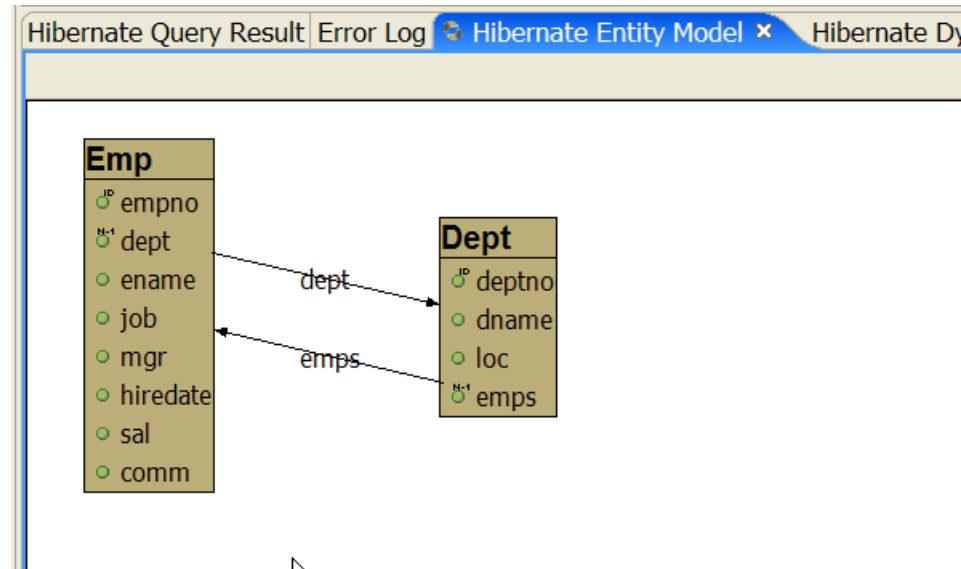 Hibernate Query Result Error Log Hibernate Entity Model × Hibernate Dy
Emp
ID empno
N-1 dept
ename
job
mgr
hiredate
sal
comm
dept
emps
Dept
ID deptno
dname
loc
N-1 emps